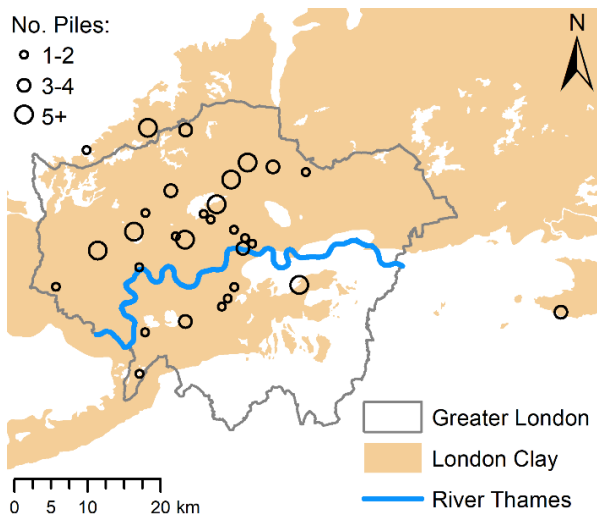 No. Piles:
1-2
3-4
5+
N
Greater London
London Clay
River Thames
0 5 10 20 km